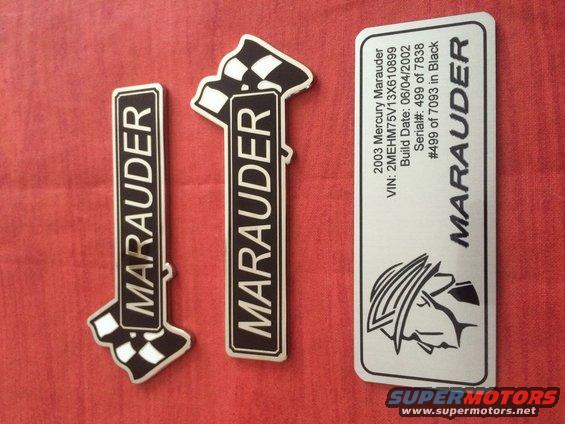 MARAUDER
MARAUDER
2003 Mercury Marauder
VIN: 2MEHM75V13X610899
Build Date: 06/04/2002
Serial#: 499 of 7838
#499 of 7093 in Black
MARAUDER
SUPERMOTORS
www.supermotors.net